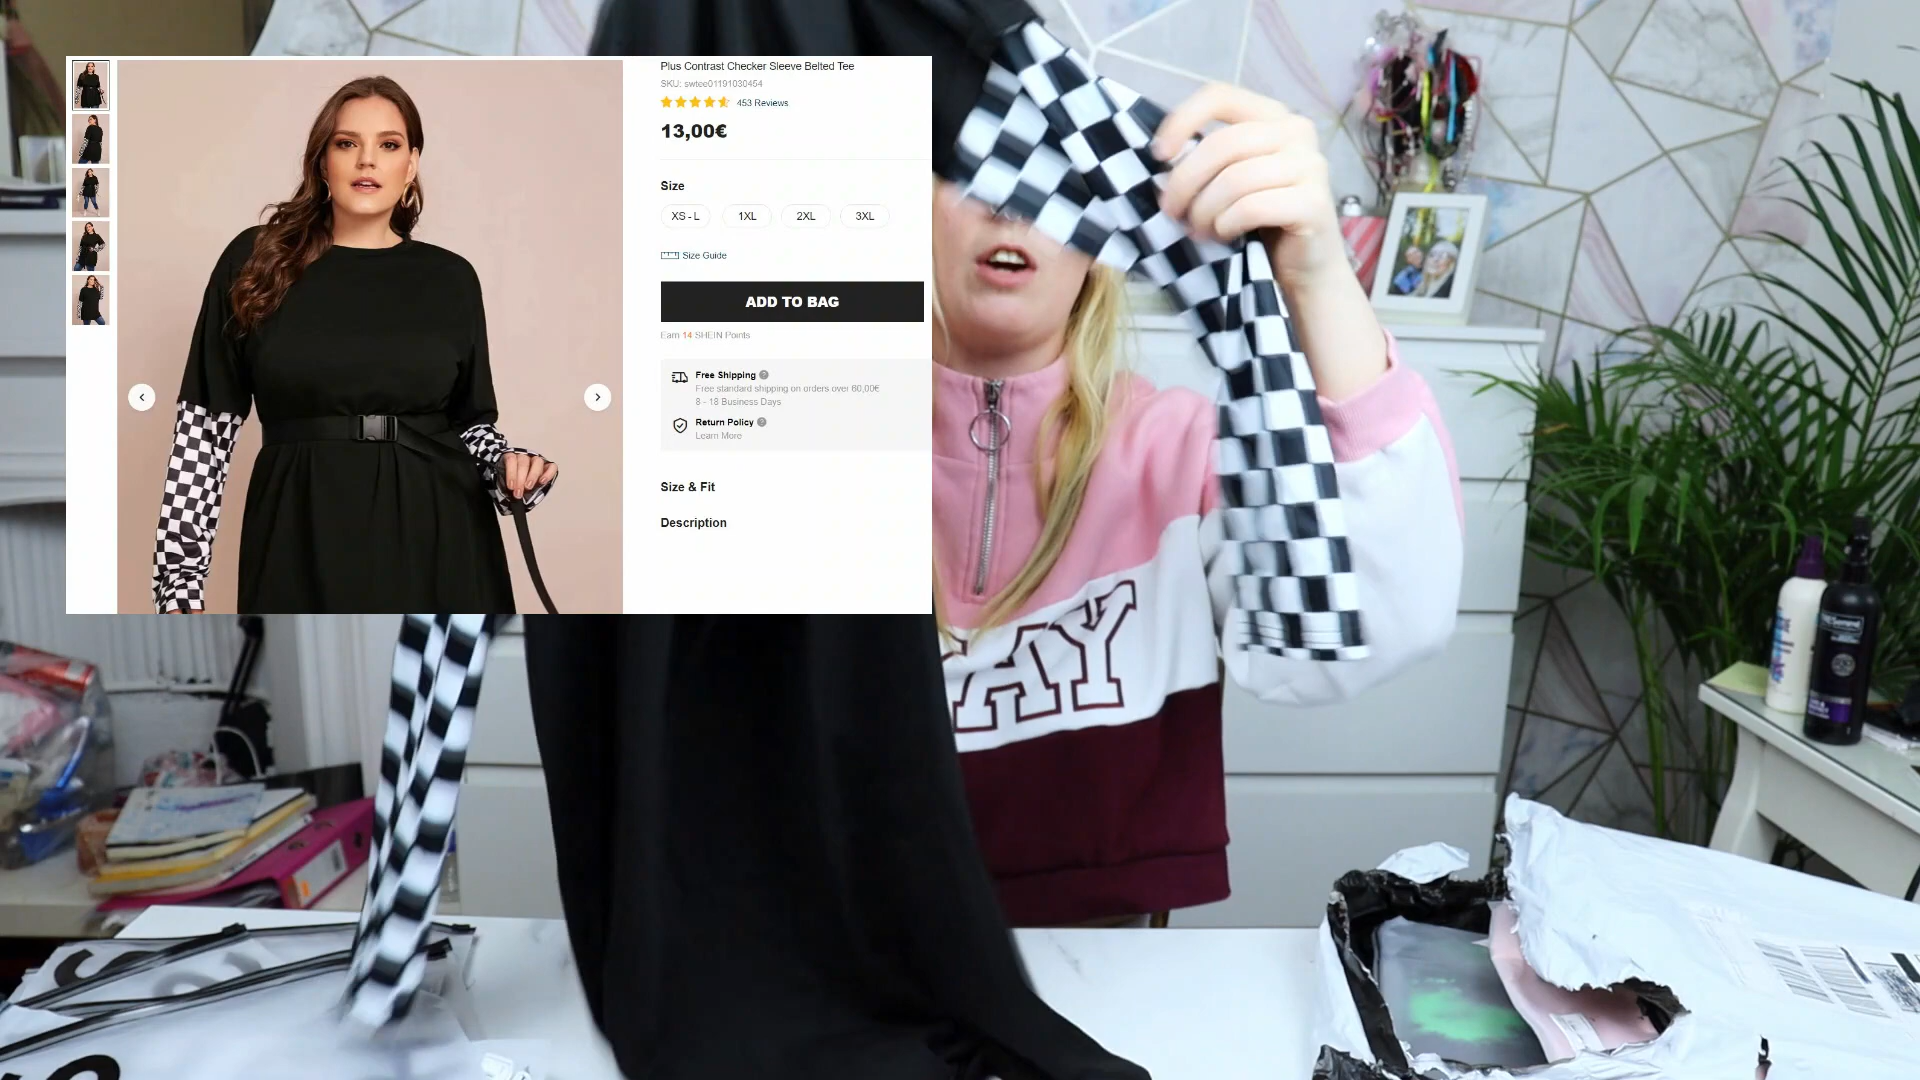 Plus Contrast Checker Sleeve Belted Tee
SKU: swtee01191030454
453 Reviews
13,00€
Size
XS - L
1XL
2XL
3XL
Size Guide
ADD TO BAG
Earn 14 SHEIN Points
Free Shipping ?
Free standard shipping on orders over 60,00€
8 - 18 Business Days
Return Policy ?
Learn More
Size & Fit
Description
AY